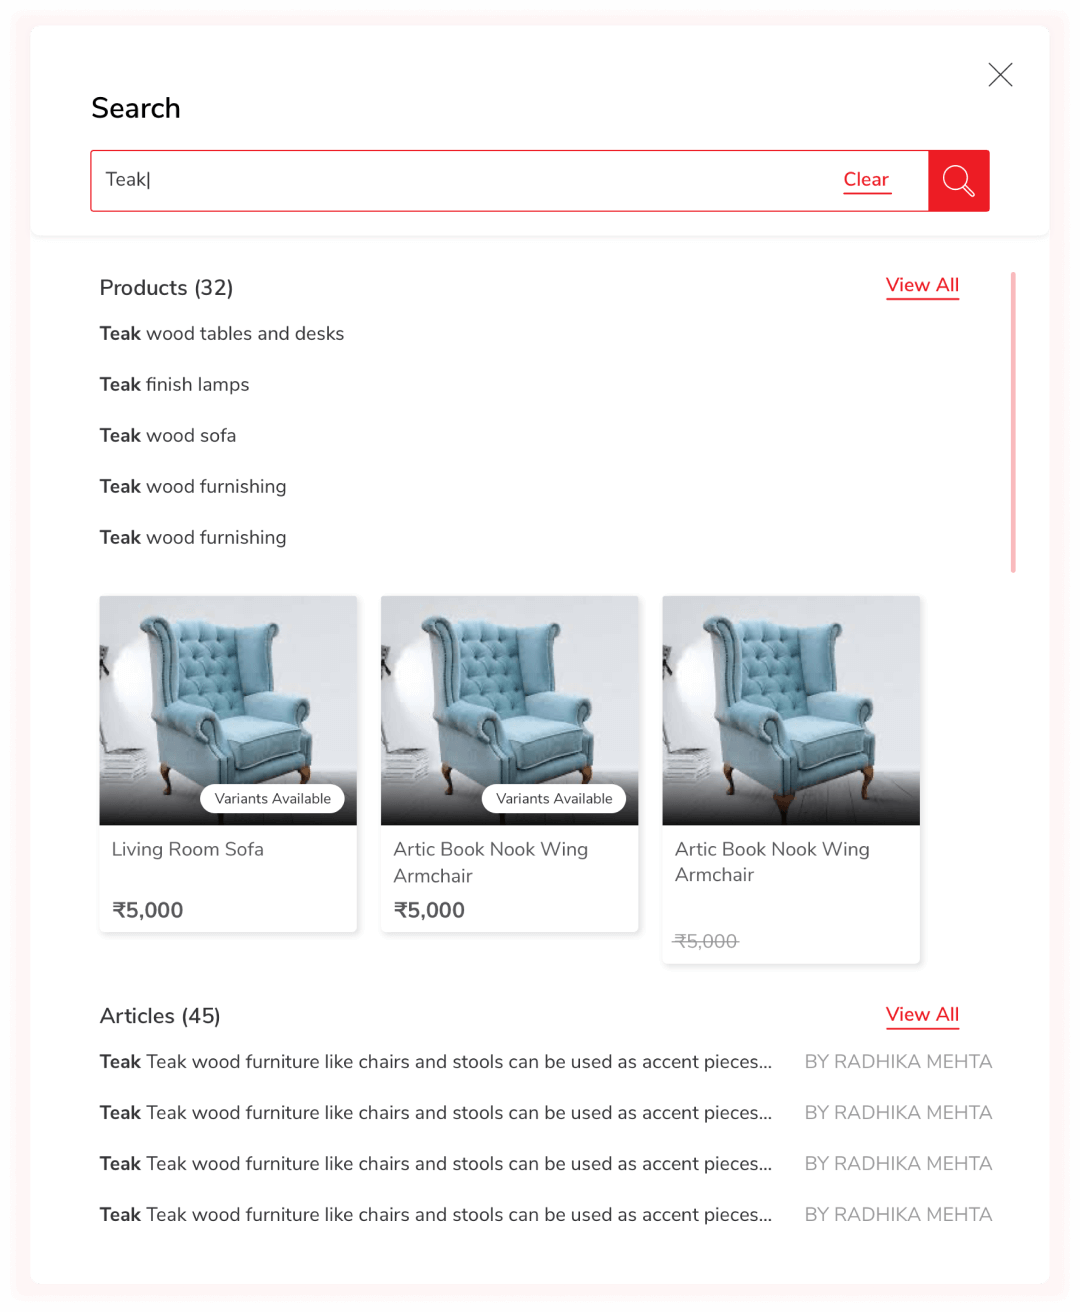 Search
Teak
Clear
Products (32)
View All
Teak wood tables and desks
Teak finish lamps
Teak wood sofa
Teak wood furnishing
Teak wood furnishing
Variants Available
Living Room Sofa
₹5,000
Variants Available
Artic Book Nook Wing
Armchair
₹5,000
Artic Book Nook Wing
Armchair
₹5,000
Articles (45)
View All
Teak Teak wood furniture like chairs and stools can be used as accent pieces... BY RADHIKA MEHTA
Teak Teak wood furniture like chairs and stools can be used as accent pieces... BY RADHIKA MEHTA
Teak Teak wood furniture like chairs and stools can be used as accent pieces... BY RADHIKA MEHTA
Teak Teak wood furniture like chairs and stools can be used as accent pieces... BY RADHIKA MEHTA